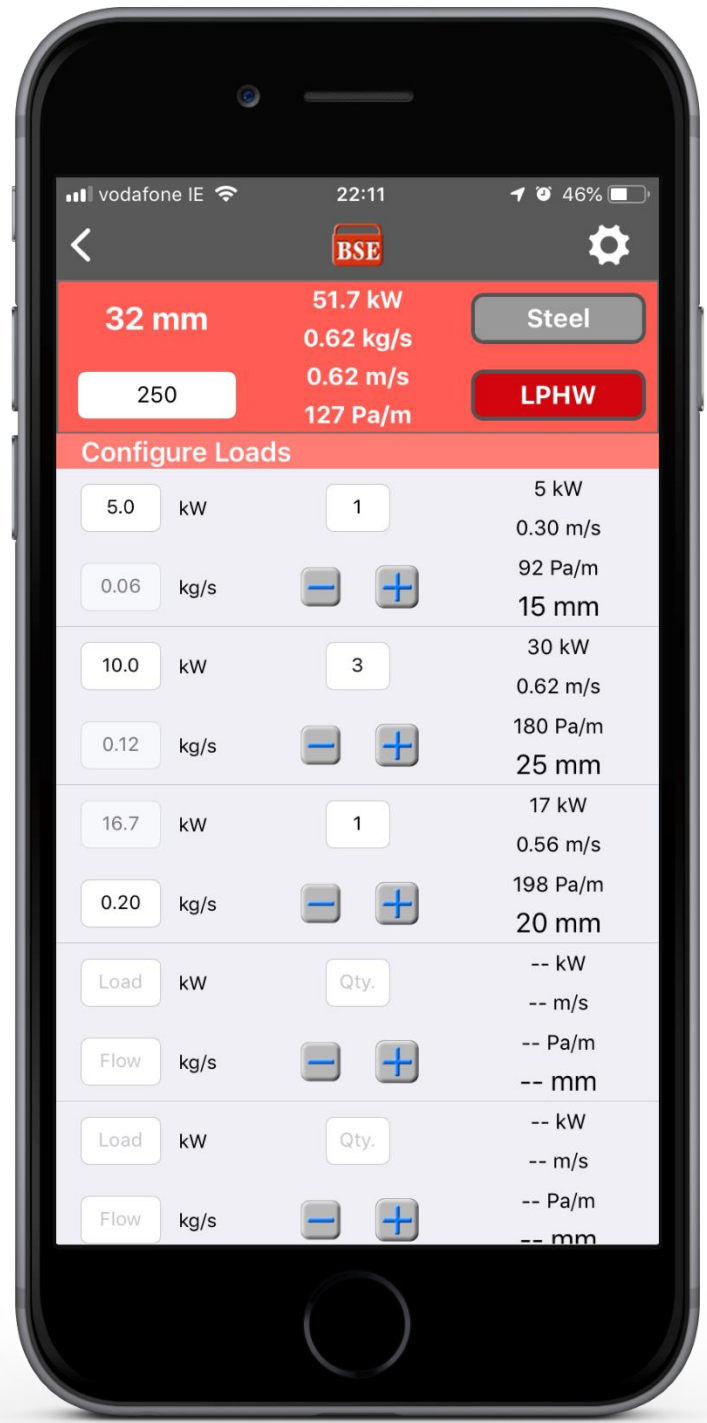 vodafone IE 22:11 46%
BSE
32 mm 51.7 kW Steel
0.62 kg/s
250 0.62 m/s LPHW
127 Pa/m
Configure Loads
5.0 kW 1 5 kW
0.30 m/s
0.06 kg/s 92 Pa/m
15 mm
10.0 kW 3 30 kW
0.62 m/s
0.12 kg/s 180 Pa/m
25 mm
16.7 kW 1 17 kW
0.56 m/s
0.20 kg/s 198 Pa/m
20 mm
Load kW Qty. -- kW
-- m/s
Flow kg/s -- Pa/m
-- mm
Load kW Qty. -- kW
-- m/s
Flow kg/s -- Pa/m
-- mm